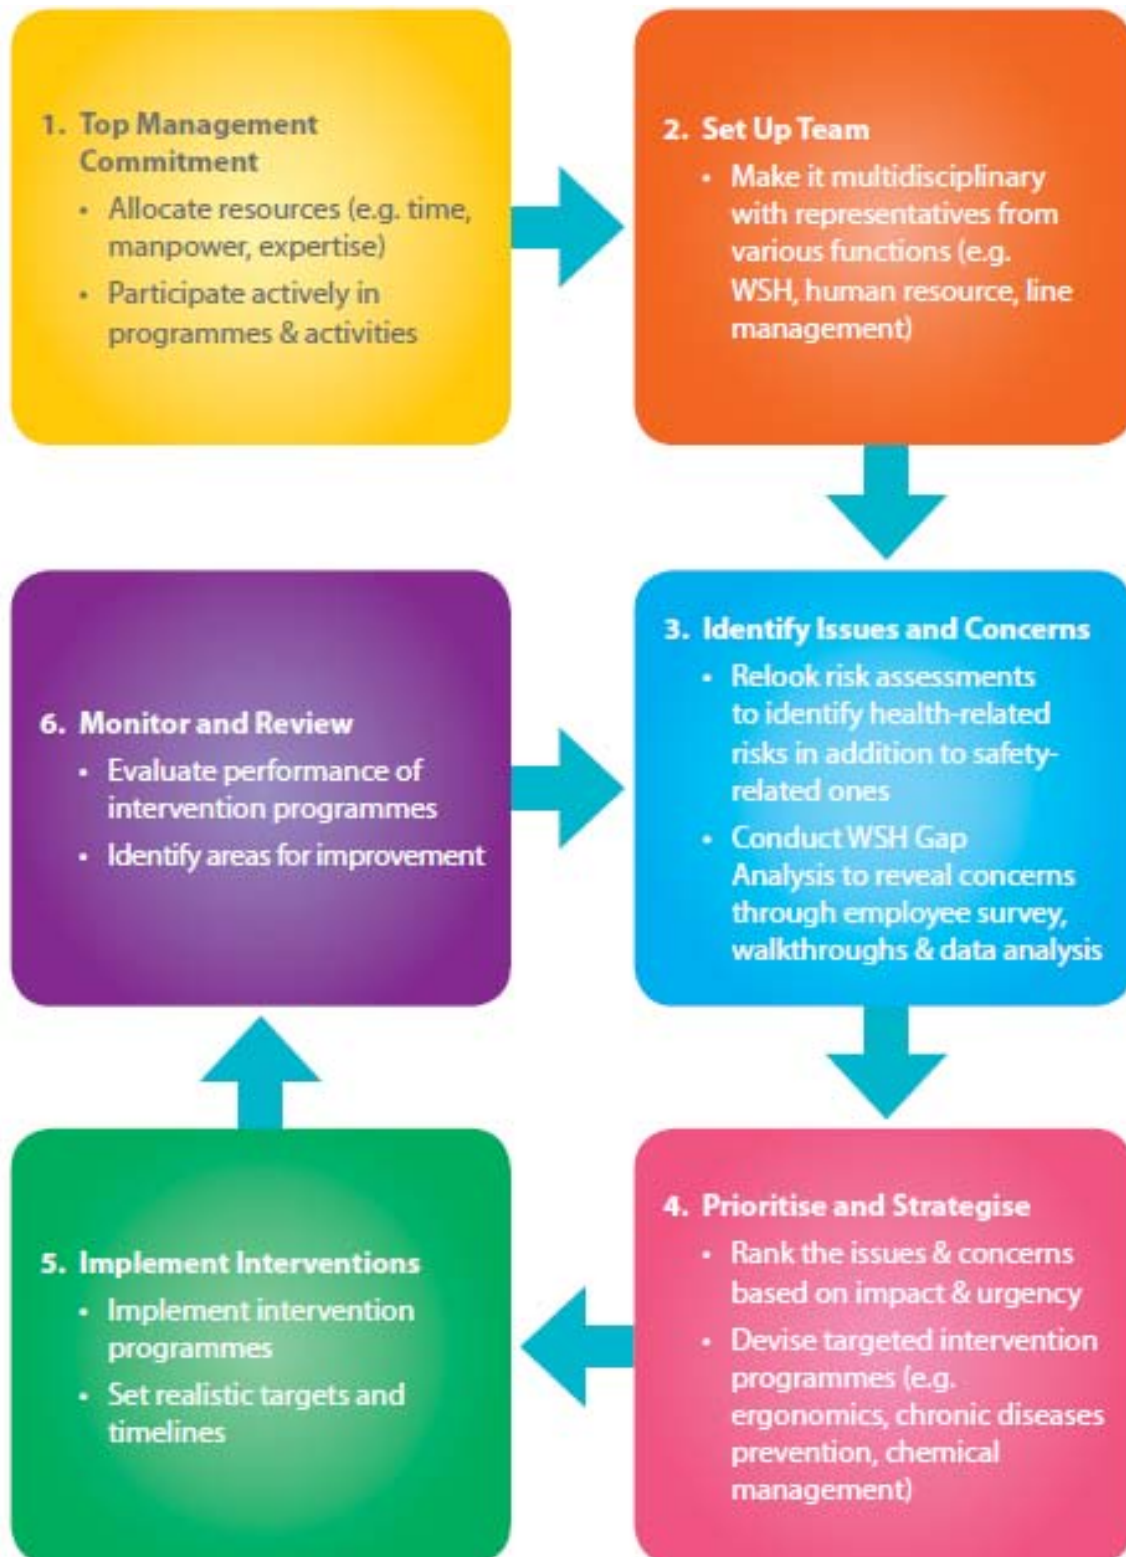 1. Top Management
Commitment
• Allocate resources (e.g. time,
manpower, expertise)
• Participate actively in
programmes & activities
2. Set Up Team
• Make it multidisciplinary
with representatives from
various functions (e.g.
WSH, human resource, line
management)
3. Identify Issues and Concerns
• Relook risk assessments
to identify health-related
risks in addition to safety-
related ones
• Conduct WSH Gap
Analysis to reveal concerns
through employee survey,
walkthroughs & data analysis
4. Prioritise and Strategise
• Rank the issues & concerns
based on impact & urgency
• Devise targeted intervention
programmes (e.g.
ergonomics, chronic diseases
prevention, chemical
management)
5. Implement Interventions
• Implement intervention
programmes
• Set realistic targets and
timelines
6. Monitor and Review
• Evaluate performance of
intervention programmes
• Identify areas for improvement